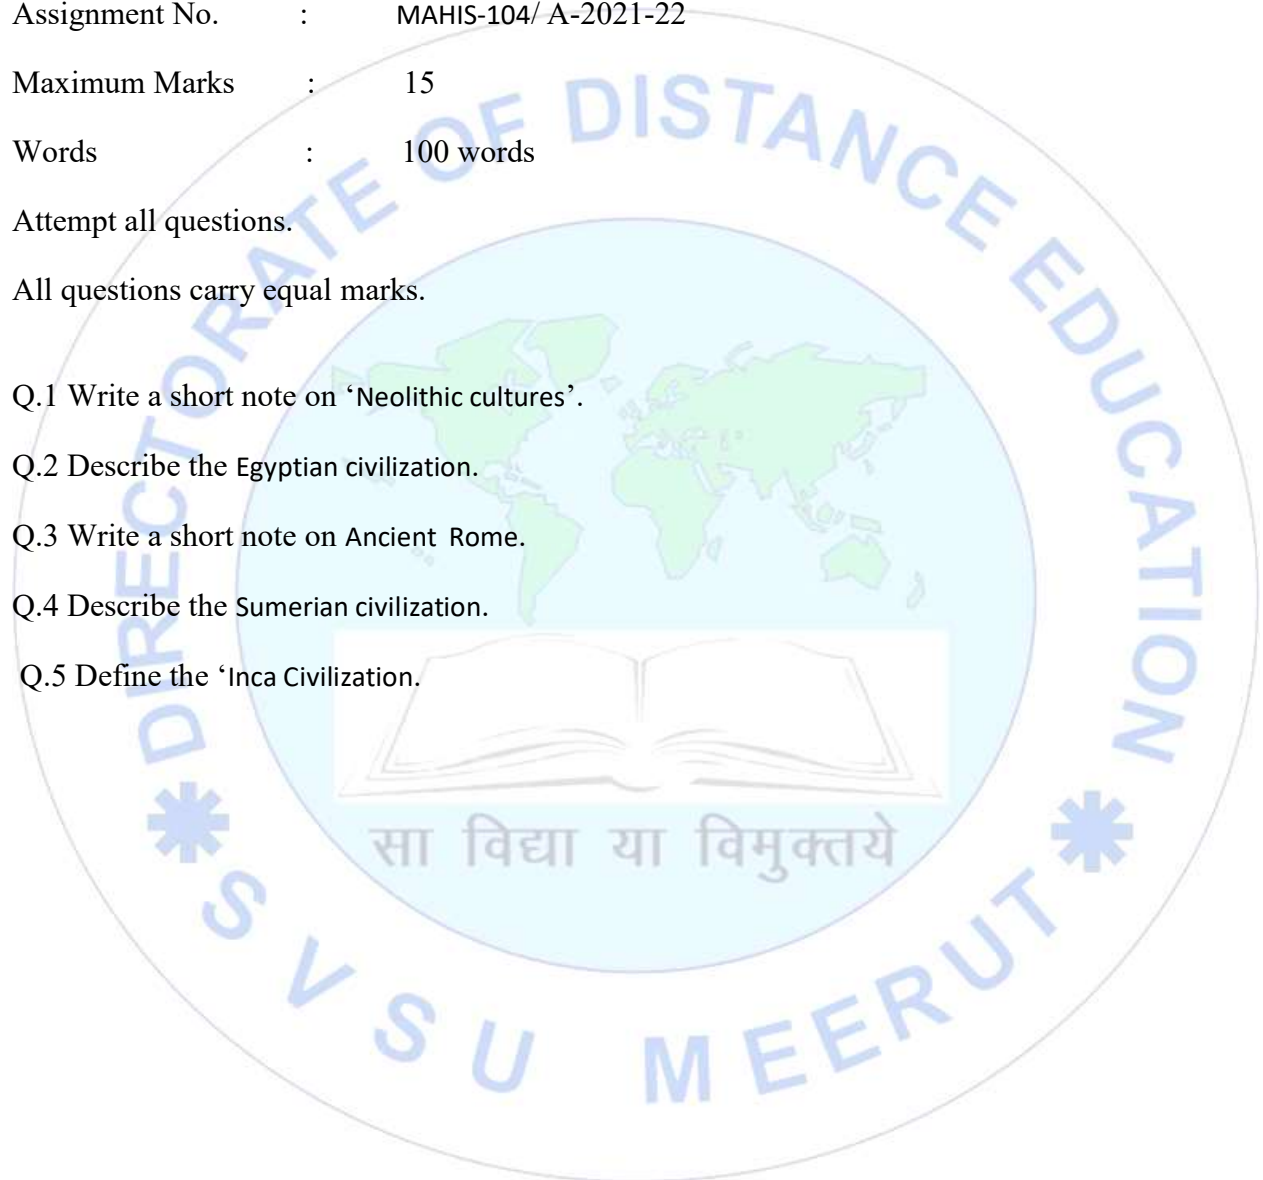 Assignment No. : MAHIS-104/ A-2021-22
Maximum Marks : 15
Words : 100 words
Attempt all questions.
All questions carry equal marks.
Q.1 Write a short note on ‘Neolithic cultures’.
Q.2 Describe the Egyptian civilization.
Q.3 Write a short note on Ancient Rome.
Q.4 Describe the Sumerian civilization.
Q.5 Define the ‘Inca Civilization.
DIRECTORATE OF DISTANCE EDUCATION
सा विद्या या विमुक्तये
SVSU MEERUT